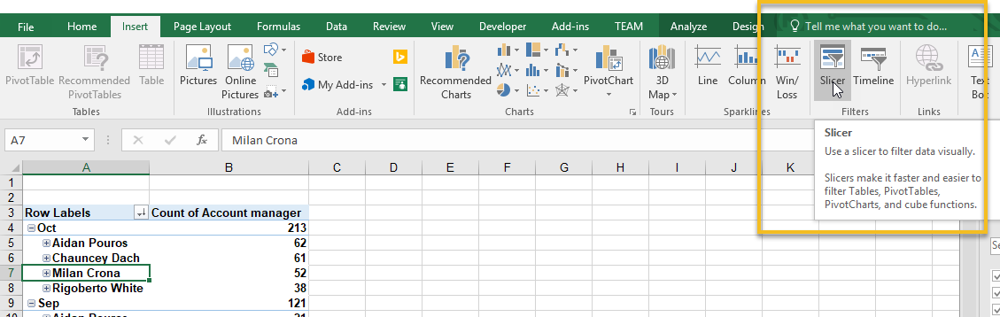 File Home Insert Page Layout Formulas Data Review View Developer Add-ins TEAM Analyze Design Tell me what you want to do...
PivotTable Recommended PivotTables Table
Tables
Pictures Online Pictures
Illustrations
Store
My Add-ins
Add-ins
Recommended Charts
PivotChart
Charts
3D Map
Tours
Line Column Win/Loss
Sparklines
Slicer Timeline
Filters
Hyperlink
Links
Text
A7 fx Milan Crona
Slicer
Use a slicer to filter data visually.
Slicers make it faster and easier to
filter Tables, PivotTables,
PivotCharts, and cube functions.
A B C D E F G H I J K
1
2
3 Row Labels Count of Account manager
4 Oct 213
5 Aidan Pouros 62
6 Chauncey Dach 61
7 Milan Crona 52
8 Rigoberto White 38
9 Sep 121
10 Aidan Pouros 31